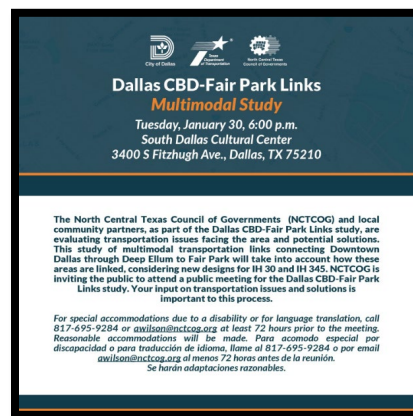 City of Dallas
Texas
Department
of Transportation
North Central Texas
Council of Governments
Dallas CBD-Fair Park Links
Multimodal Study
Tuesday, January 30, 6:00 p.m.
South Dallas Cultural Center
3400 S Fitzhugh Ave., Dallas, TX 75210
The North Central Texas Council of Governments (NCTCOG) and local
community partners, as part of the Dallas CBD-Fair Park Links study, are
evaluating transportation issues facing the area and potential solutions.
This study of multimodal transportation links connecting Downtown
Dallas through Deep Ellum to Fair Park will take into account how these
areas are linked, considering new designs for IH 30 and IH 345. NCTCOG is
inviting the public to attend a public meeting for the Dallas CBD-Fair Park
Links study. Your input on transportation issues and solutions is
important to this process.
For special accommodations due to a disability or for language translation, call
817-695-9284 or awilson@nctcog.org at least 72 hours prior to the meeting.
Reasonable accommodations will be made. Para acomodo especial por
discapacidad o para traducción de idioma, llame al 817-695-9284 o por email
awilson@nctcog.org al menos 72 horas antes de la reunión.
Se harán adaptaciones razonables.